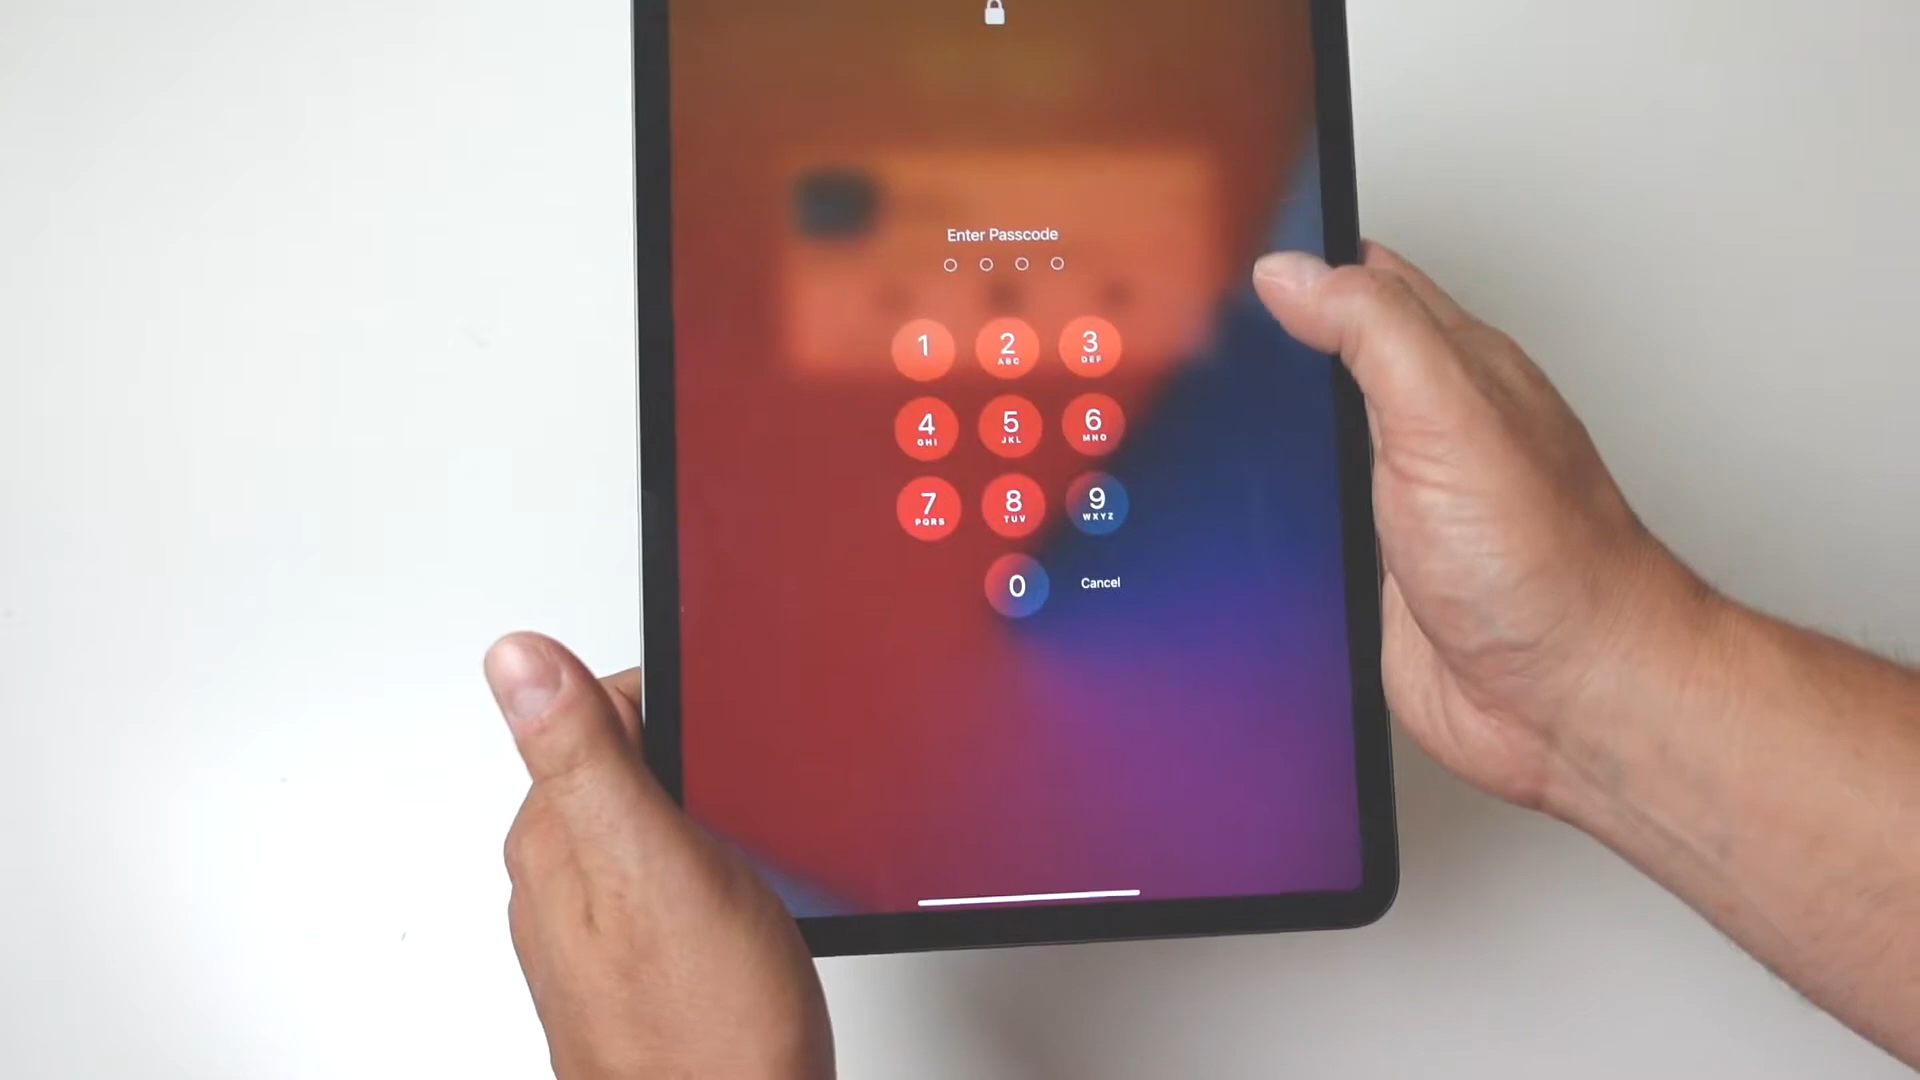 Enter Passcode
1 2 ABC 3 DEF
4 GHI 5 JKL 6 MNO
7 PQRS 8 TUV 9 WXYZ
0 Cancel